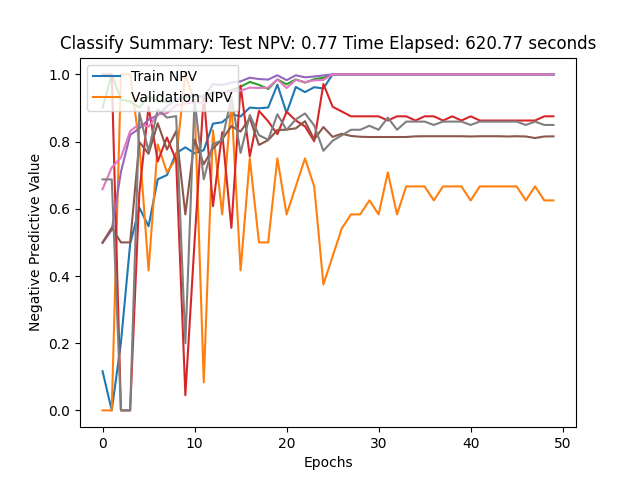 Classify Summary: Test NPV: 0.77 Time Elapsed: 620.77 seconds
Train NPV
Validation NPV
Negative Predictive Value
1.0
0.8
0.6
0.4
0.2
0.0
0 10 20 30 40 50
Epochs